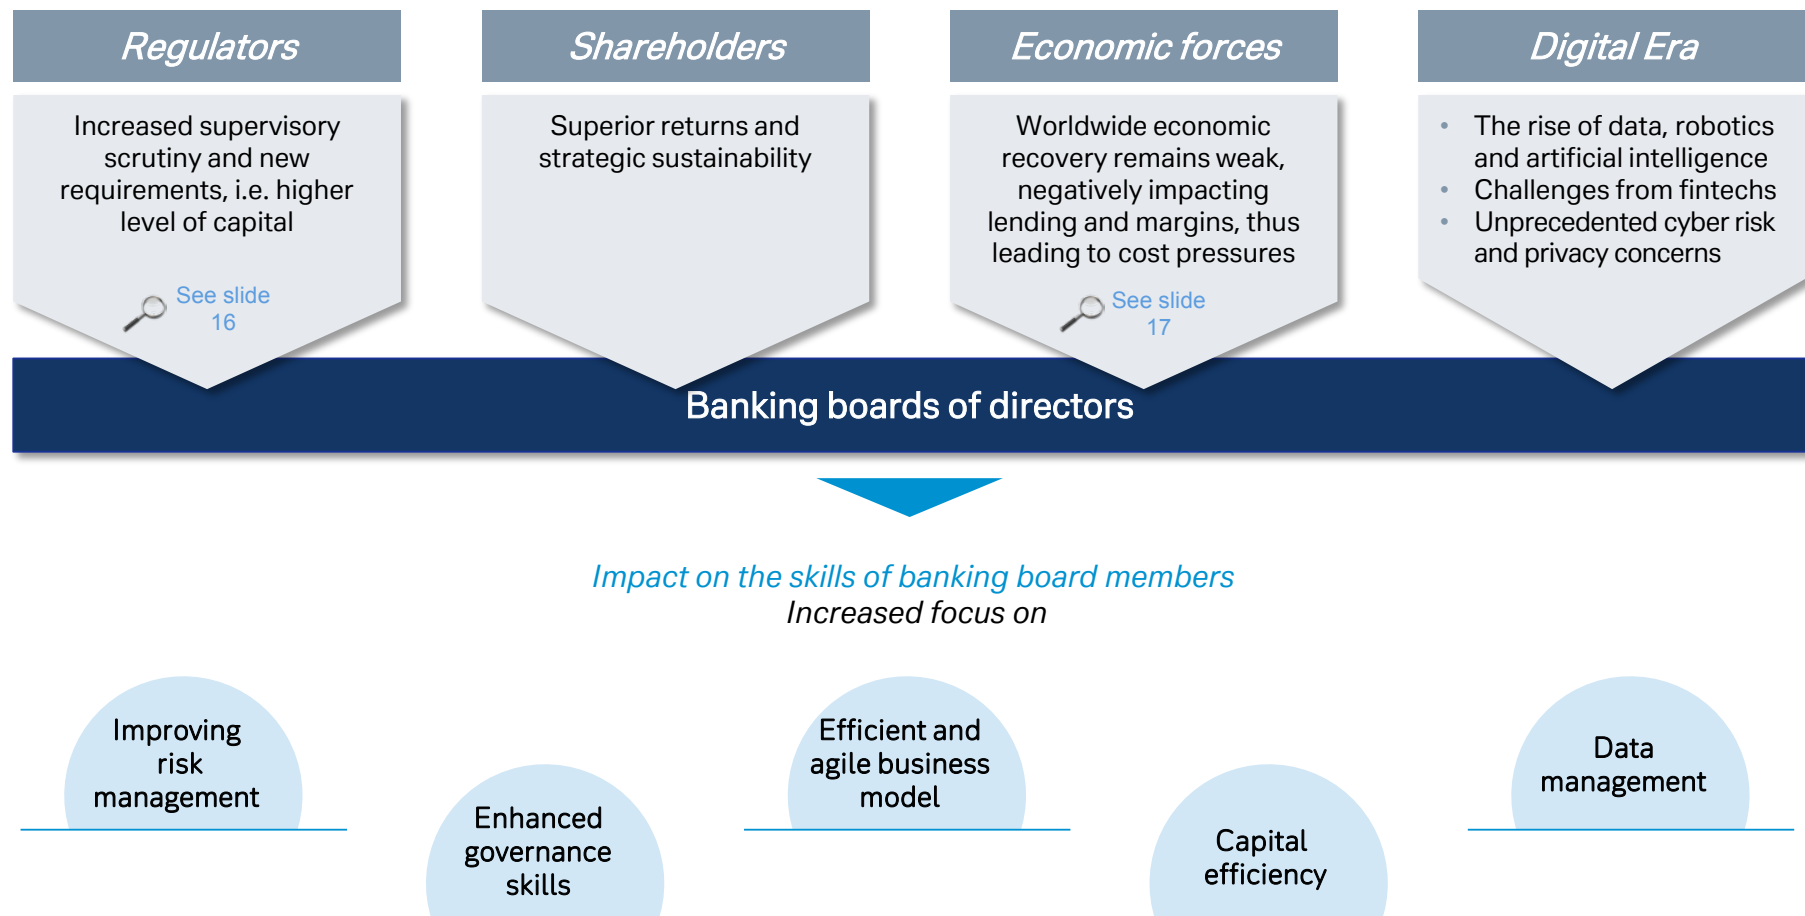 Regulators
Shareholders
Economic forces
Digital Era
Increased supervisory
scrutiny and new
requirements, i.e. higher
level of capital
See slide
16
Superior returns and
strategic sustainability
Worldwide economic
recovery remains weak,
negatively impacting
lending and margins, thus
leading to cost pressures
See slide
17
• The rise of data, robotics
and artificial intelligence
• Challenges from fintechs
• Unprecedented cyber risk
and privacy concerns
Banking boards of directors
Impact on the skills of banking board members
Increased focus on
Improving
risk
management
Enhanced
governance
skills
Efficient and
agile business
model
Capital
efficiency
Data
management